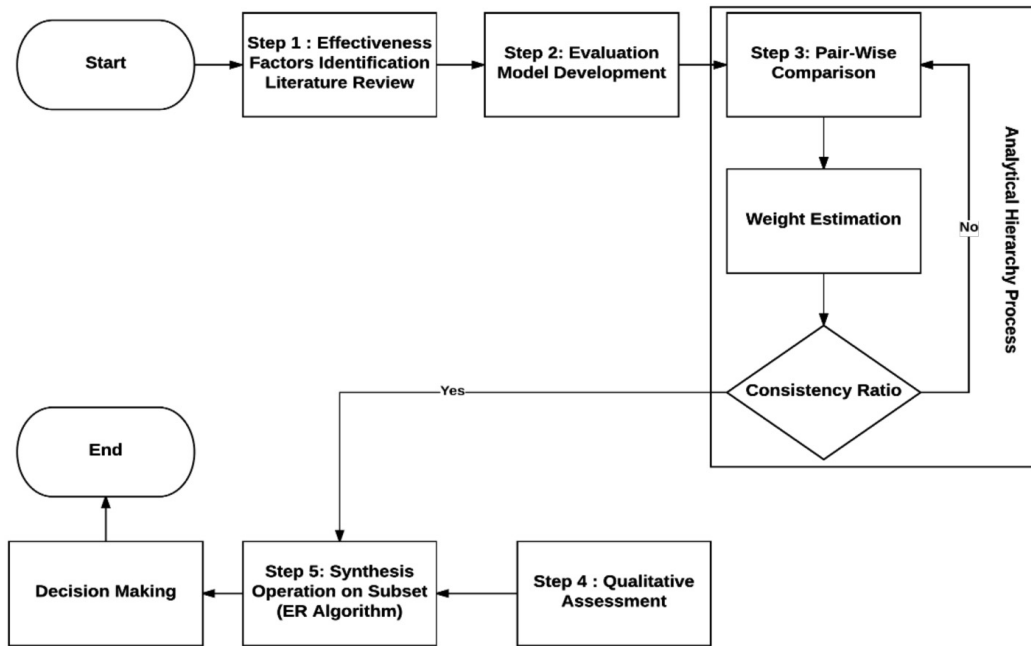 Start
Step 1 : Effectiveness
Factors Identification
Literature Review
Step 2: Evaluation
Model Development
Step 3: Pair-Wise
Comparison
Weight Estimation
Consistency Ratio
No
Analytical Hierarchy Process
Yes
End
Decision Making
Step 5: Synthesis
Operation on Subset
(ER Algorithm)
Step 4 : Qualitative
Assessment